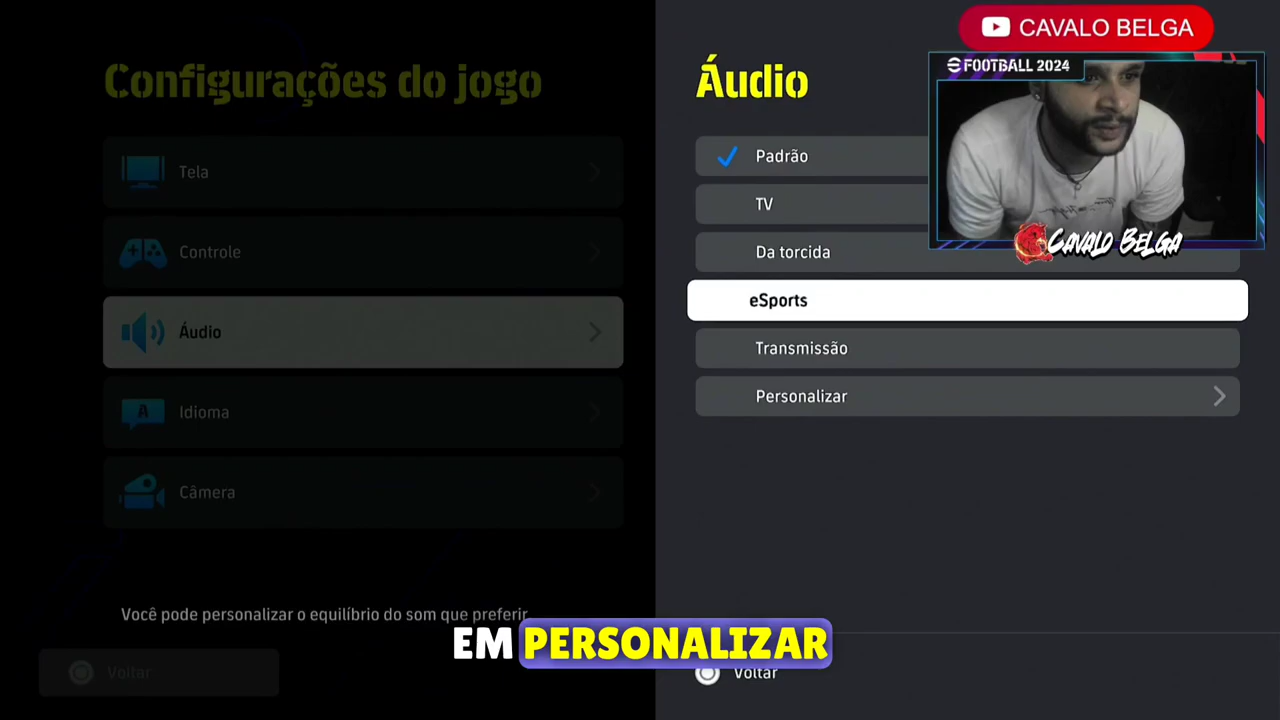 Configurações do jogo
Tela
Controle
Áudio
Idioma
Câmera
Você pode personalizar o equilíbrio do som que preferir.
Voltar
Áudio
Padrão
TV
Da torcida
eSports
Transmissão
Personalizar
Voltar
CAVALO BELGA
FOOTBALL 2024
CAVALO BELGA
EM PERSONALIZAR